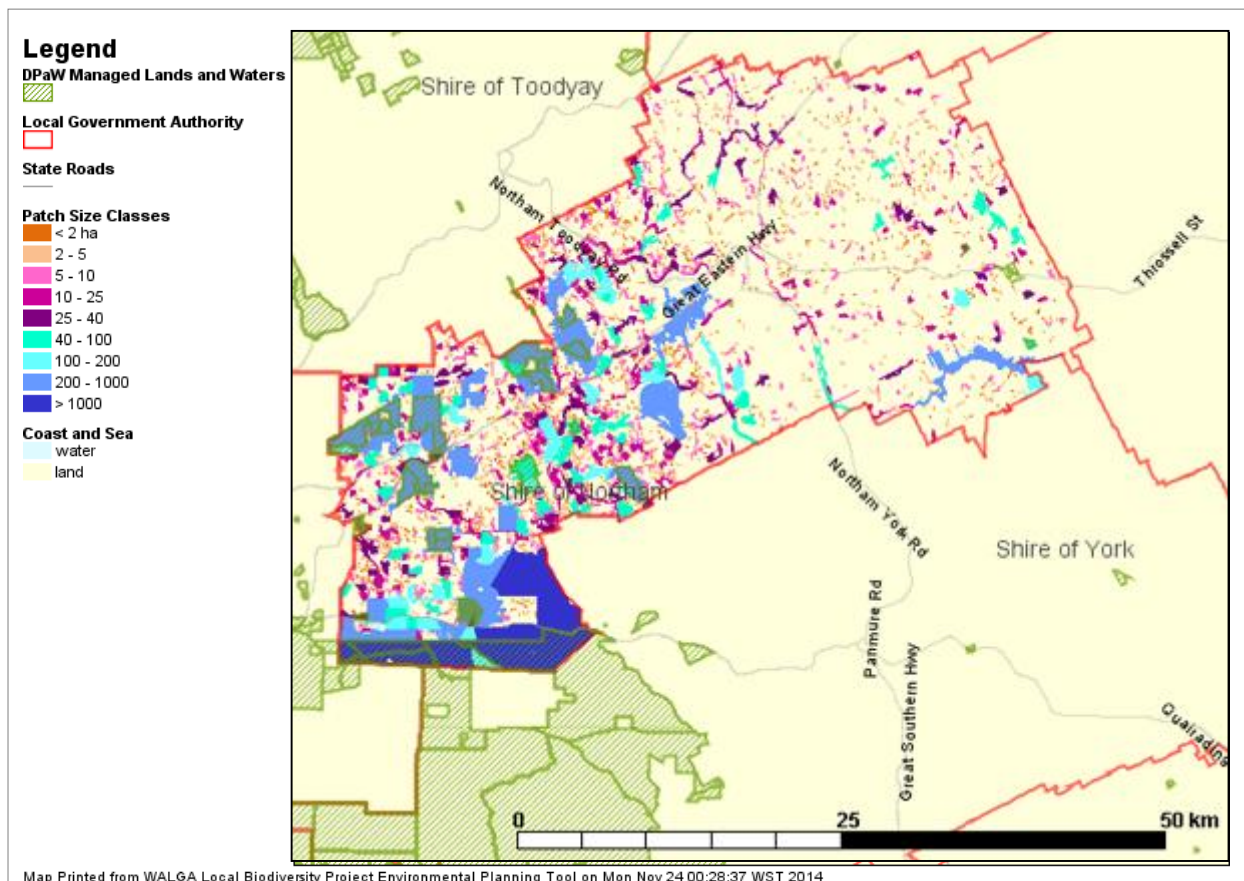 Legend
DPaW Managed Lands and Waters
Local Government Authority
State Roads
Patch Size Classes
< 2 ha
2 - 5
5 - 10
10 - 25
25 - 40
40 - 100
100 - 200
200 - 1000
> 1000
Coast and Sea
water
land
Shire of Toodyay
Northam Toodyay Rd
Great Eastern Hwy
Throssell St
Shire of Northam
Northam York Rd
Shire of York
Panmure Rd
Great Southern Hwy
Quairading
0
25
50 km
Map Printed from WALGA Local Biodiversity Project Environmental Planning Tool on Mon Nov 24 00:28:37 WST 2014